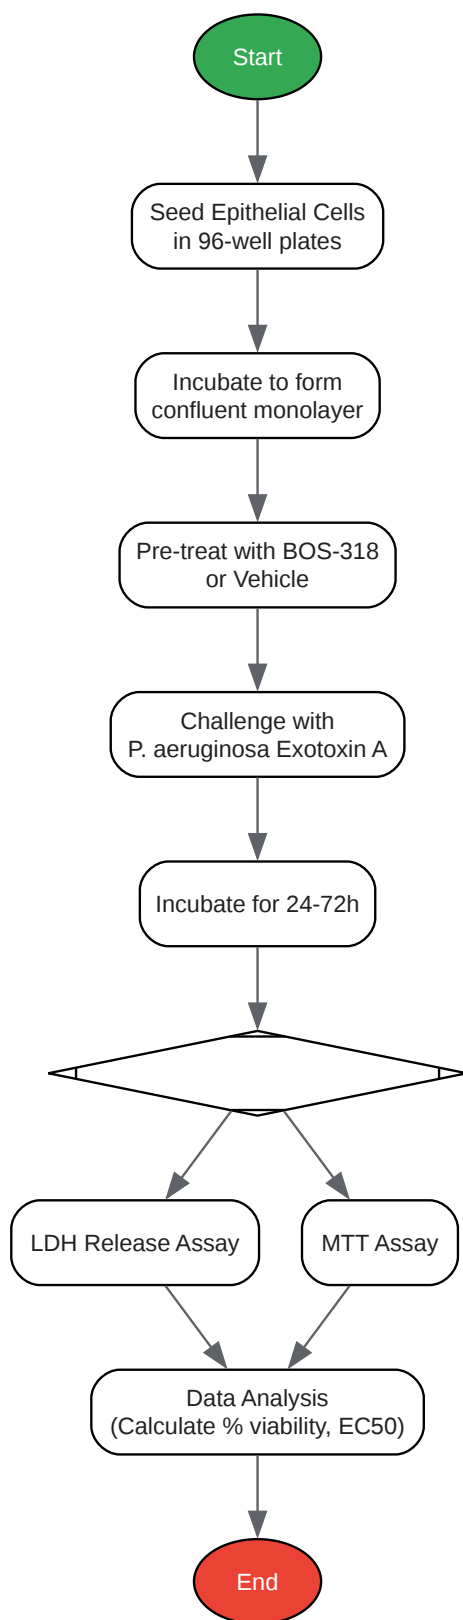 Start
Seed Epithelial Cells
in 96-well plates
Incubate to form
confluent monolayer
Pre-treat with BOS-318
or Vehicle
Challenge with
P. aeruginosa Exotoxin A
Incubate for 24-72h
LDH Release Assay
MTT Assay
Data Analysis
(Calculate % viability, EC50)
End